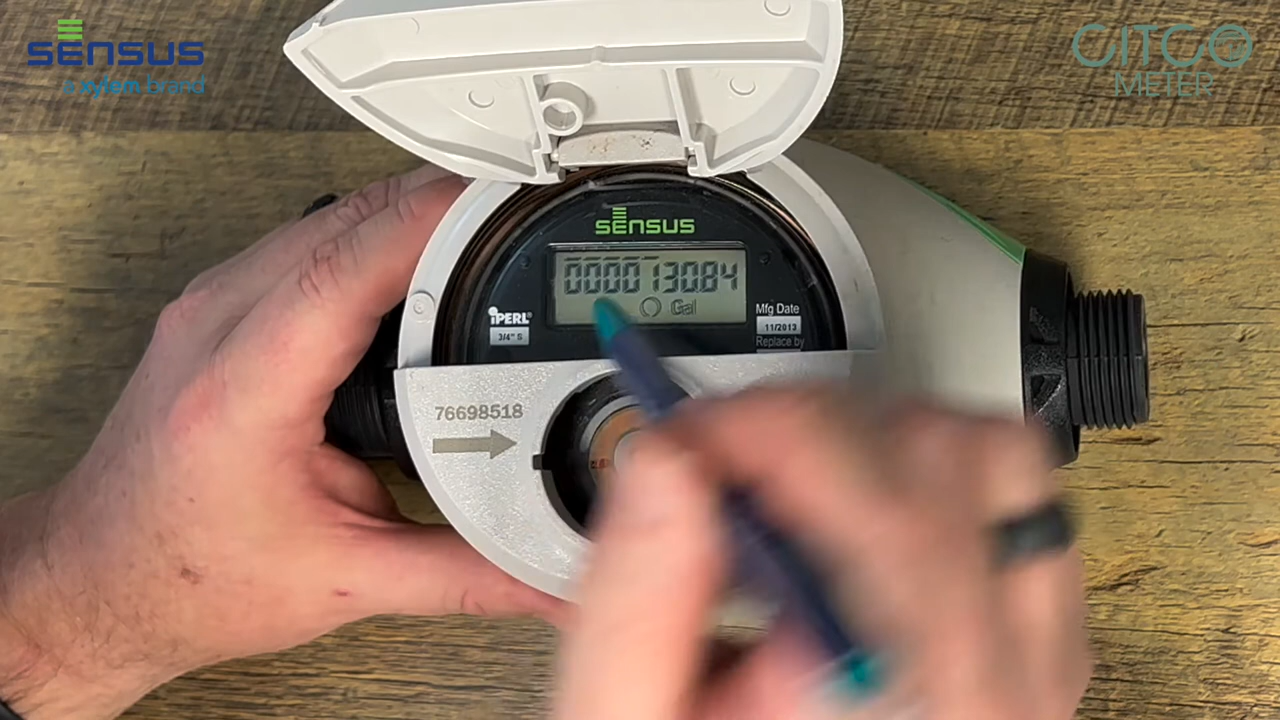 SENSUS
a xylem brand
CITCO
METER
SENSUS
000013084
Gal
iPERL®
3/4" S
Mfg Date
11/2013
Replace by
76698518